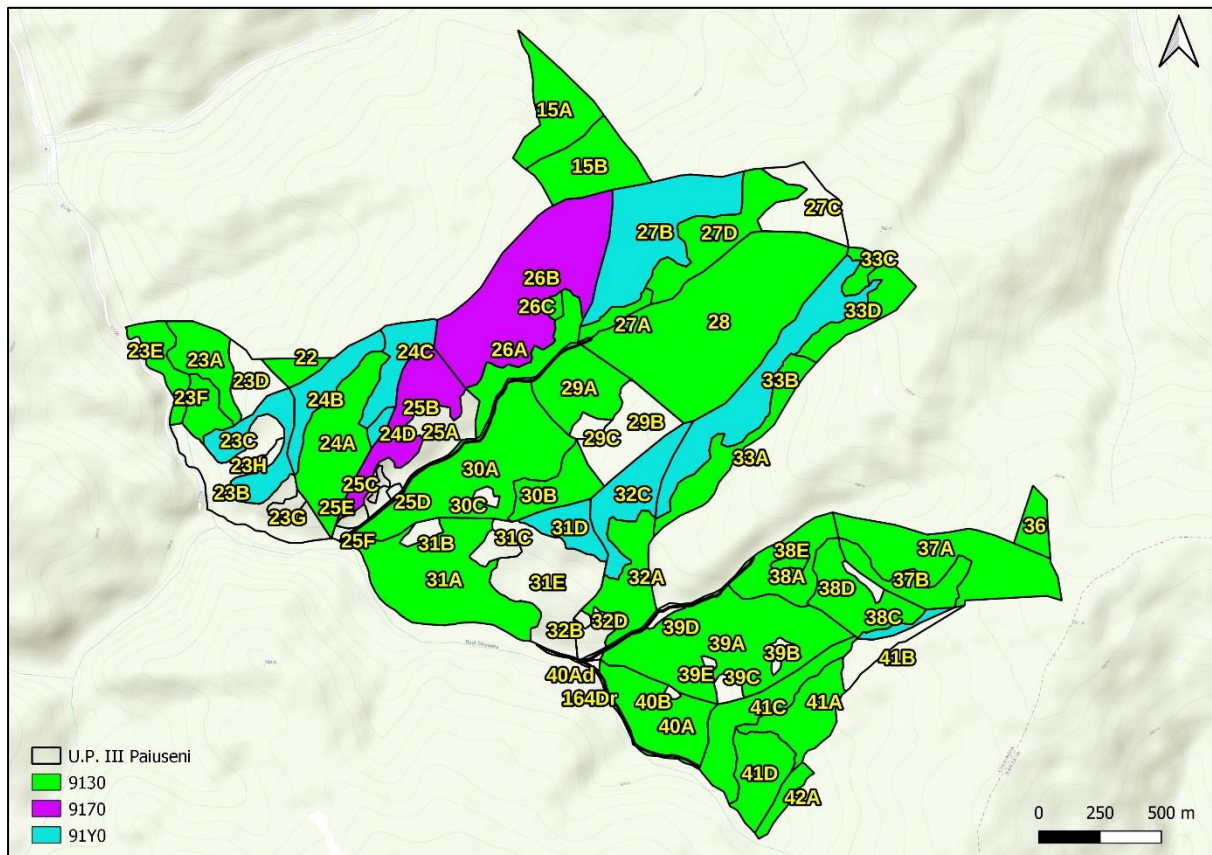 15A
15B
27C
27B
27D
33C
26B
26C
33D
27A
28
23E
23A
22
24C
26A
23D
23F
24B
25B
29A
33B
24D
25A
29B
29C
23C
24A
33A
23H
25C
30A
23B
25D
30C
30B
32C
23G
25E
25F
31B
31C
31D
36
38E
37A
31A
31E
38A
38D
37B
32A
38C
32B
32D
39D
39A
39B
41B
40Ad
39E
39C
164Dr
40B
41C
41A
40A
41D
42A
U.P. III Paiuseni
9130
9170
91Y0
0 250 500 m